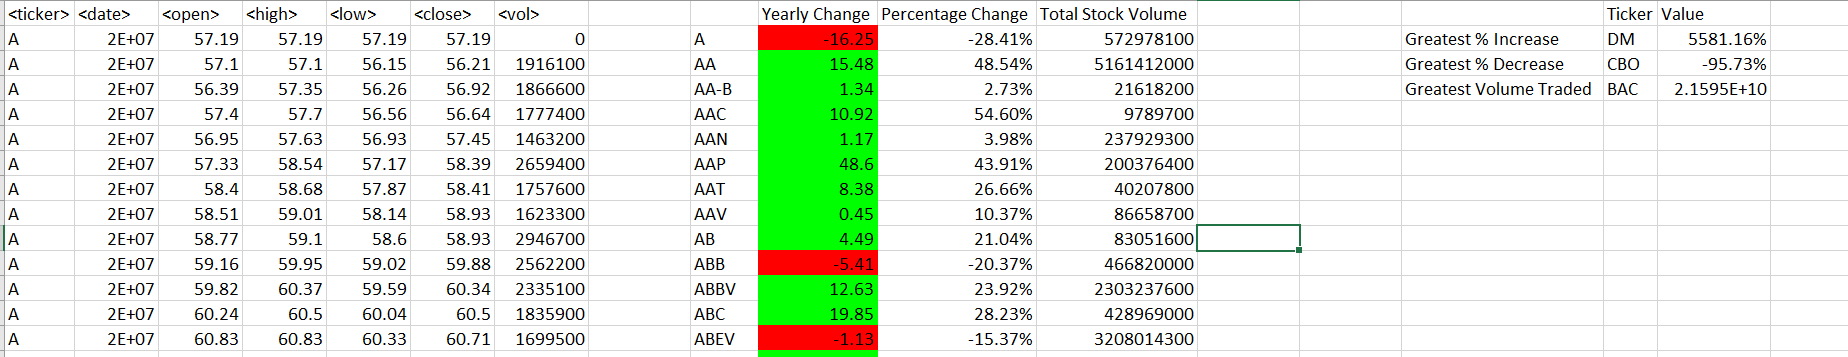 <ticker> <date> <open> <high> <low> <close> <vol> Yearly Change Percentage Change Total Stock Volume Ticker Value
A 2E+07 57.19 57.19 57.19 57.19 0 A -16.25 -28.41% 572978100 Greatest % Increase DM 5581.16%
A 2E+07 57.1 57.1 56.15 56.21 1916100 AA 15.48 48.54% 5161412000 Greatest % Decrease CBO -95.73%
A 2E+07 56.39 57.35 56.26 56.92 1866600 AA-B 1.34 2.73% 21618200 Greatest Volume Traded BAC 2.1595E+10
A 2E+07 57.4 57.7 56.56 56.64 1777400 AAC 10.92 54.60% 9789700
A 2E+07 56.95 57.63 56.93 57.45 1463200 AAN 1.17 3.98% 237929300
A 2E+07 57.33 58.54 57.17 58.39 2659400 AAP 48.6 43.91% 200376400
A 2E+07 58.4 58.68 57.87 58.41 1757600 AAT 8.38 26.66% 40207800
A 2E+07 58.51 59.01 58.14 58.93 1623300 AAV 0.45 10.37% 86658700
A 2E+07 58.77 59.1 58.6 58.93 2946700 AB 4.49 21.04% 83051600
A 2E+07 59.16 59.95 59.02 59.88 2562200 ABB -5.41 -20.37% 466820000
A 2E+07 59.82 60.37 59.59 60.34 2335100 ABBV 12.63 23.92% 2303237600
A 2E+07 60.24 60.5 60.04 60.5 1835900 ABC 19.85 28.23% 428969000
A 2E+07 60.83 60.83 60.33 60.71 1699500 ABEV -1.13 -15.37% 3208014300